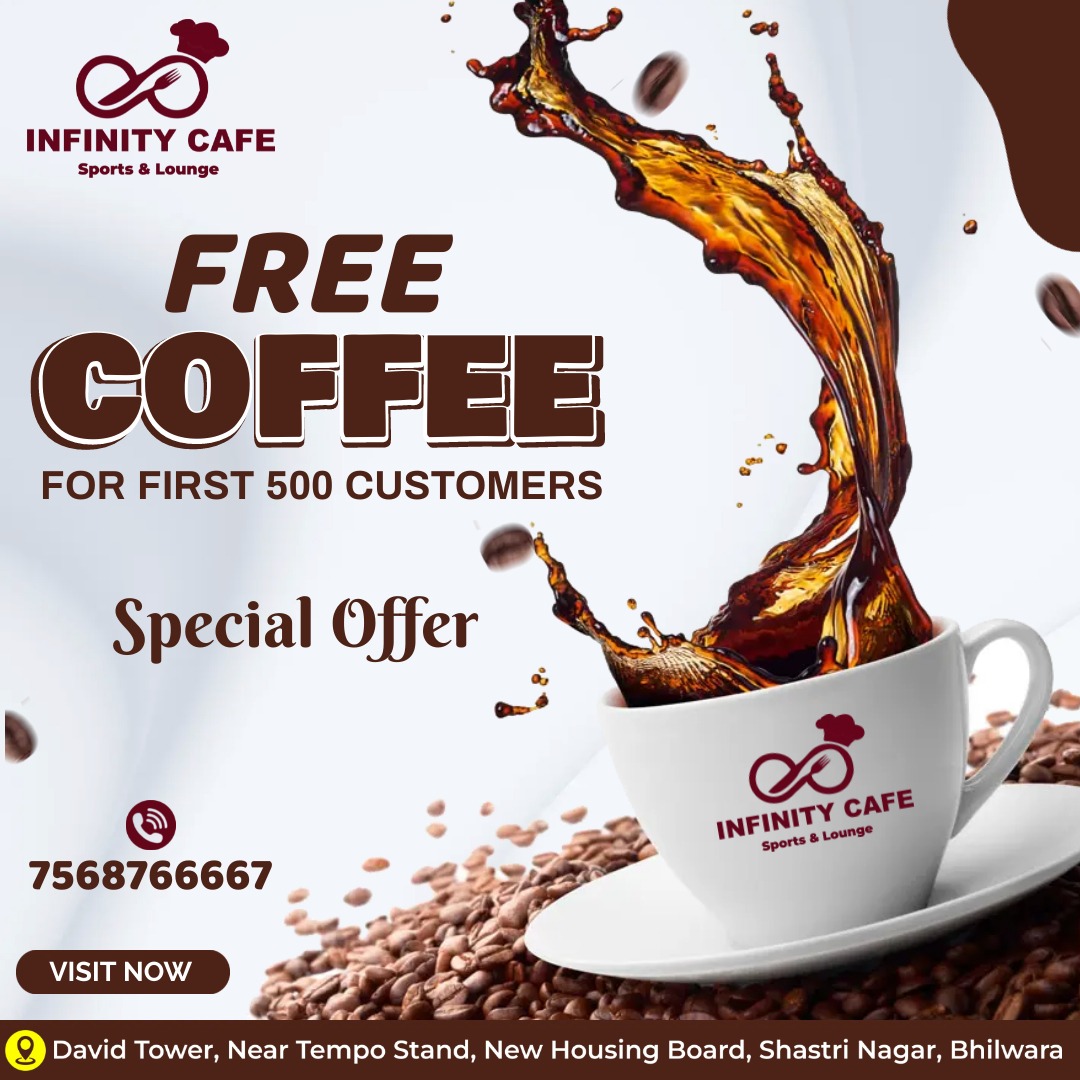 INFINITY CAFE
Sports & Lounge
FREE
COFFEE
FOR FIRST 500 CUSTOMERS
Special Offer
INFINITY CAFE
Sports & Lounge
7568766667
VISIT NOW
David Tower, Near Tempo Stand, New Housing Board, Shastri Nagar, Bhilwara